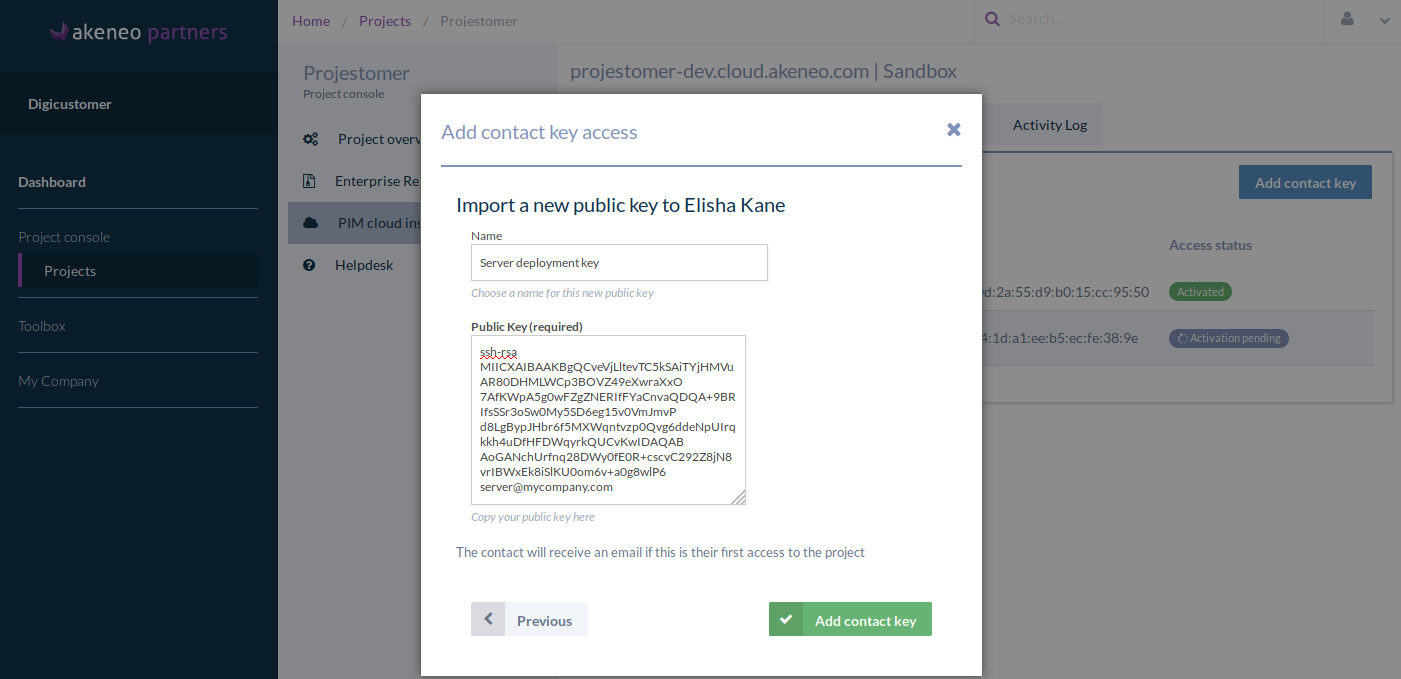 akeneo partners
Home / Projects / Projestomer
Search...
Digicustomer
Dashboard
Project console
Projects
Toolbox
My Company
Projestomer
Project console
Project overv
Enterprise Re
PIM cloud ins
Helpdesk
projestomer-dev.cloud.akeneo.com | Sandbox
Activity Log
Add contact key
Access status
d:2a:55:d9:b0:15:cc:95:50 Activated
4:1d:a1:ee:b5:ec:fe:38:9e Activation pending
Add contact key access
Import a new public key to Elisha Kane
Name
Server deployment key
Choose a name for this new public key
Public Key (required)
ssh-rsa
MIICXAIBAAKBgQCveVjLltevTC5kSAiTYjHMVu
AR80DHMLWCp3BOVZ49eXwraXxO
7AfKWpA5g0wFZgZNERIfFYaCnvaQDQA+9BR
IfsSSr3oSw0My5SD6eg15v0VmJmvP
d8LgBypJHbr6f5MXWqntvzp0Qvg6ddeNpUIrq
kkh4uDfHFDWqyrkQUCvKwIDAQAB
AoGANchUrfnq28DWy0fE0R+cscvC292Z8jN8
vrIBWxEk8iSlKU0om6v+a0g8wlP6
server@mycompany.com
Copy your public key here
The contact will receive an email if this is their first access to the project
Previous
Add contact key